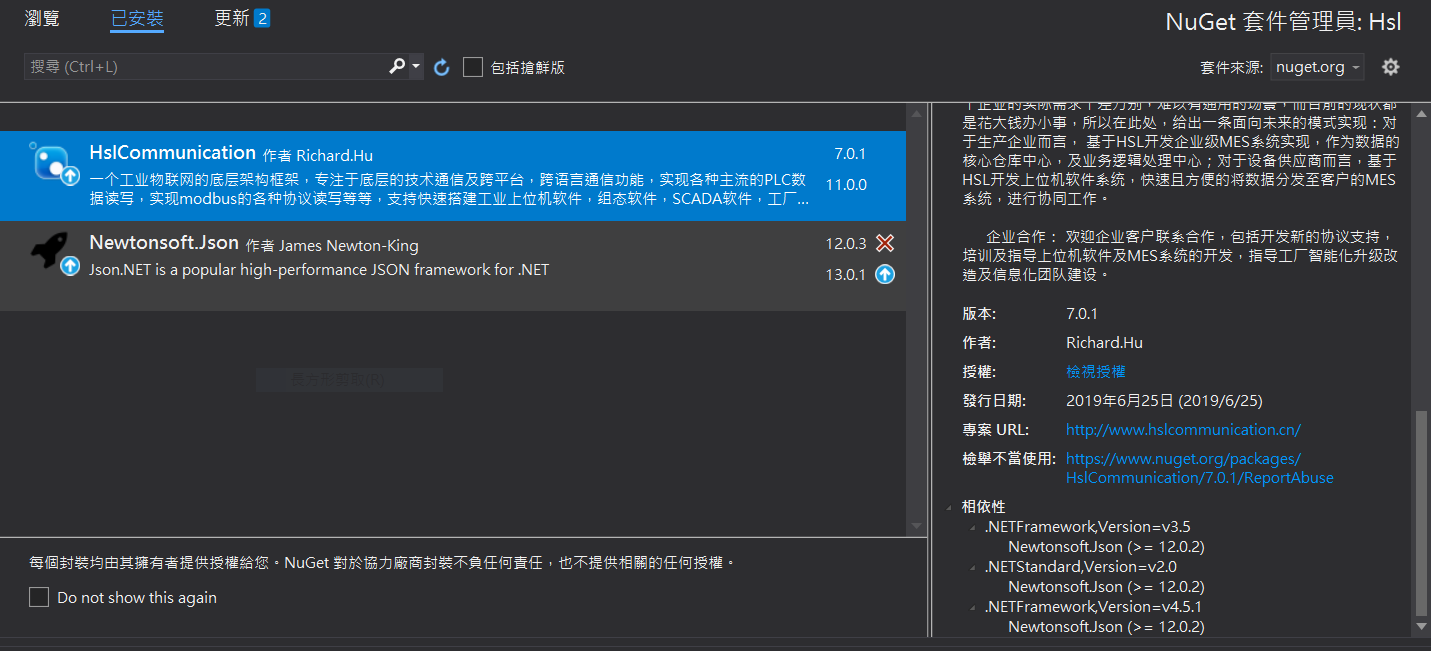 瀏覽
已安裝
更新 2
NuGet 套件管理員: Hsl
搜尋 (Ctrl+L)
包括搶鮮版
套件來源: nuget.org
HslCommunication 作者 Richard.Hu
7.0.1
一个工业物联网的底层架构框架，专注于底层的技术通信及跨平台，跨语言通信功能，实现各种主流的PLC数
据读写，实现modbus的各种协议读写等等，支持快速搭建工业上位机软件，组态软件，SCADA软件，工厂...
11.0.0
Newtonsoft.Json 作者 James Newton-King
12.0.3
Json.NET is a popular high-performance JSON framework for .NET
13.0.1
長方形擷取(R)
每個封裝均由其擁有者提供授權給您。NuGet 對於協力廠商封裝不負任何責任，也不提供相關的任何授權。
Do not show this again
个企业的实际需求千差万别，难以有通用的场景，而目前的现状都
是花大钱办小事，所以在此处，给出一条面向未来的模式实现：对
于生产企业而言， 基于HSL开发企业级MES系统实现，作为数据的
核心仓库中心，及业务逻辑处理中心；对于设备供应商而言，基于
HSL开发上位机软件系统，快速且方便的将数据分发至客户的MES
系统，进行协同工作。
企业合作： 欢迎企业客户联系合作，包括开发新的协议支持，
培训及指导上位机软件及MES系统的开发，指导工厂智能化升级改
造及信息化团队建设。
版本: 7.0.1
作者: Richard.Hu
授權: 檢視授權
發行日期: 2019年6月25日 (2019/6/25)
專案 URL: http://www.hslcommunication.cn/
檢舉不當使用: https://www.nuget.org/packages/
HslCommunication/7.0.1/ReportAbuse
相依性
.NETFramework,Version=v3.5
Newtonsoft.Json (>= 12.0.2)
.NETStandard,Version=v2.0
Newtonsoft.Json (>= 12.0.2)
.NETFramework,Version=v4.5.1
Newtonsoft.Json (>= 12.0.2)